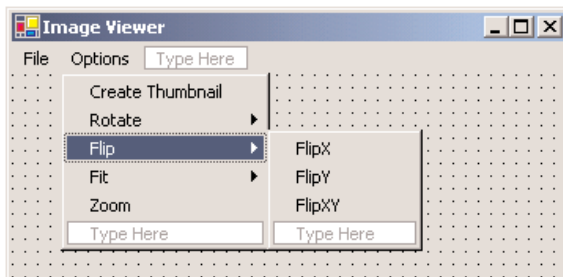 Image Viewer
File Options Type Here
Create Thumbnail
Rotate
Flip
Fit
Zoom
Type Here
FlipX
FlipY
FlipXY
Type Here